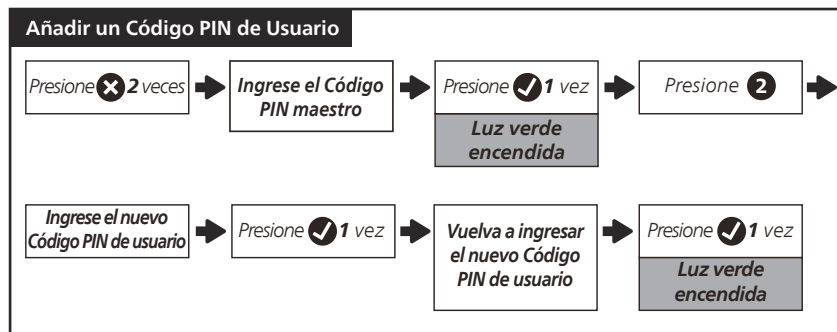 Añadir un Código PIN de Usuario
Presione ✖ 2 veces
Ingrese el Código
PIN maestro
Presione ✔ 1 vez
Luz verde
encendida
Presione 2
Ingrese el nuevo
Código PIN de usuario
Presione ✔ 1 vez
Vuelva a ingresar
el nuevo Código
PIN de usuario
Presione ✔ 1 vez
Luz verde
encendida